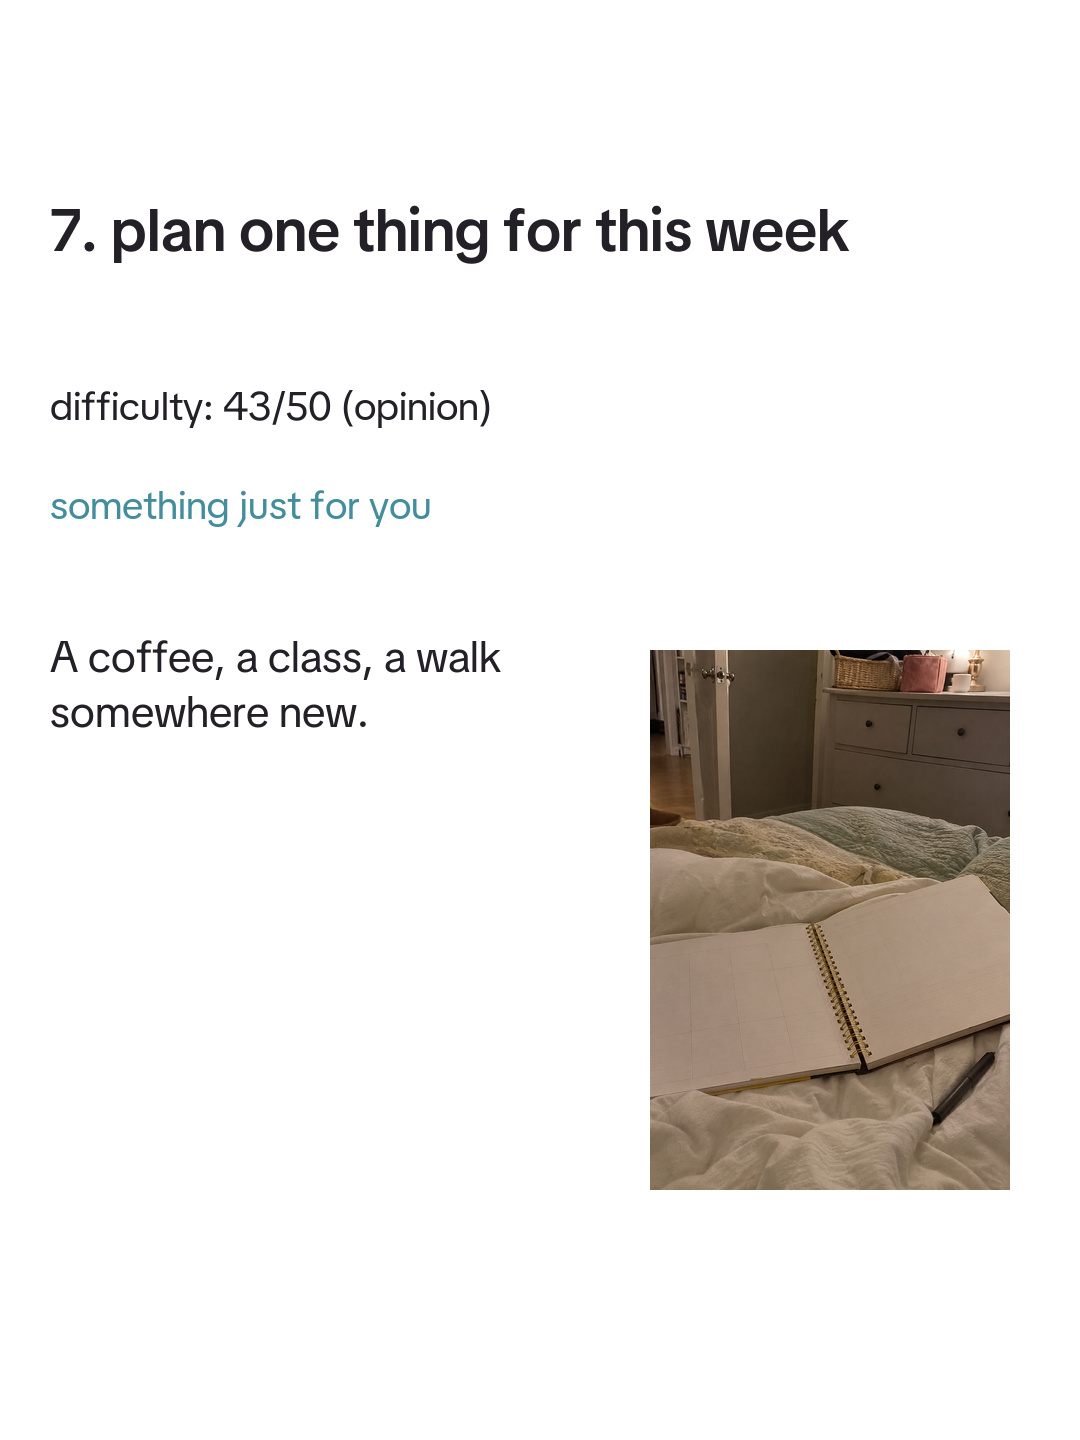 7. plan one thing for this week
difficulty: 43/50 (opinion)
something just for you
A coffee, a class, a walk
somewhere new.